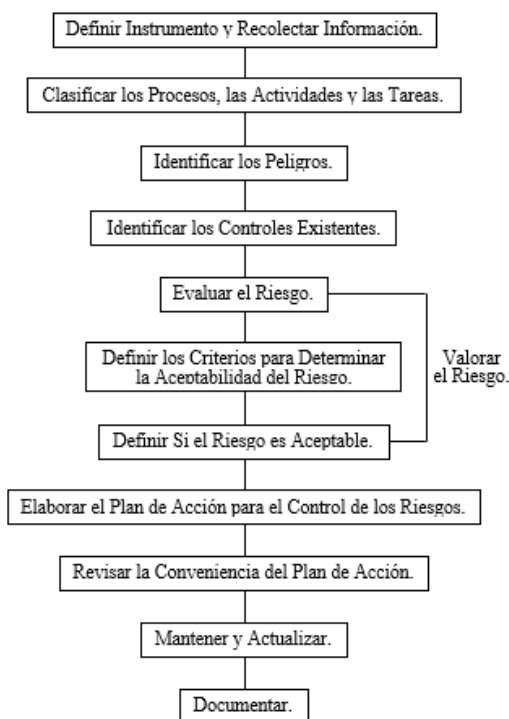 Definir Instrumento y Recolectar Información.
Clasificar los Procesos, las Actividades y las Tareas.
Identificar los Peligros.
Identificar los Controles Existentes.
Evaluar el Riesgo.
Definir los Criterios para Determinar
la Aceptabilidad del Riesgo.
Valorar
el Riesgo.
Definir Si el Riesgo es Aceptable.
Elaborar el Plan de Acción para el Control de los Riesgos.
Revisar la Conveniencia del Plan de Acción.
Mantener y Actualizar.
Documentar.